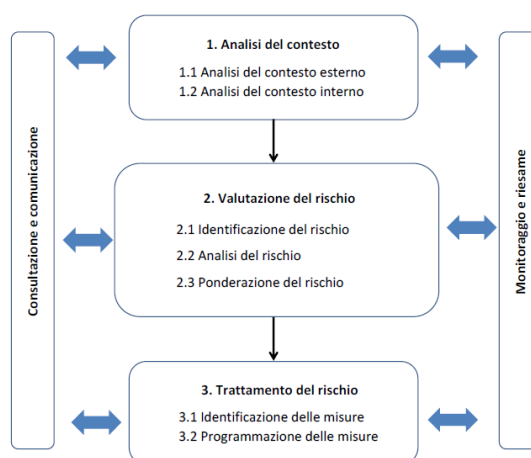 Consultazione e comunicazione
1. Analisi del contesto
1.1 Analisi del contesto esterno
1.2 Analisi del contesto interno
2. Valutazione del rischio
2.1 Identificazione del rischio
2.2 Analisi del rischio
2.3 Ponderazione del rischio
3. Trattamento del rischio
3.1 Identificazione delle misure
3.2 Programmazione delle misure
Monitoraggio e riesame